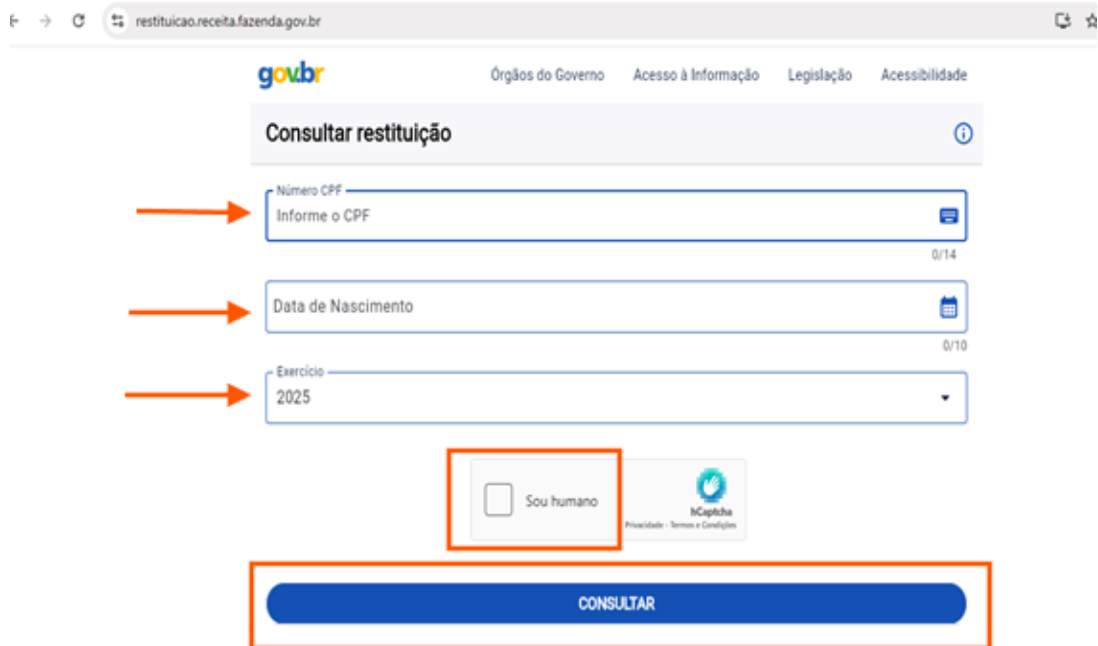 restituicao.receita.fazenda.gov.br
gov.br Órgãos do Governo Acesso à Informação Legislação Acessibilidade
Consultar restituição
Número CPF
Informe o CPF
0/14
Data de Nascimento
0/10
Exercício
2025
Sou humano
hCaptcha
Privacidade - Termos e Condições
CONSULTAR